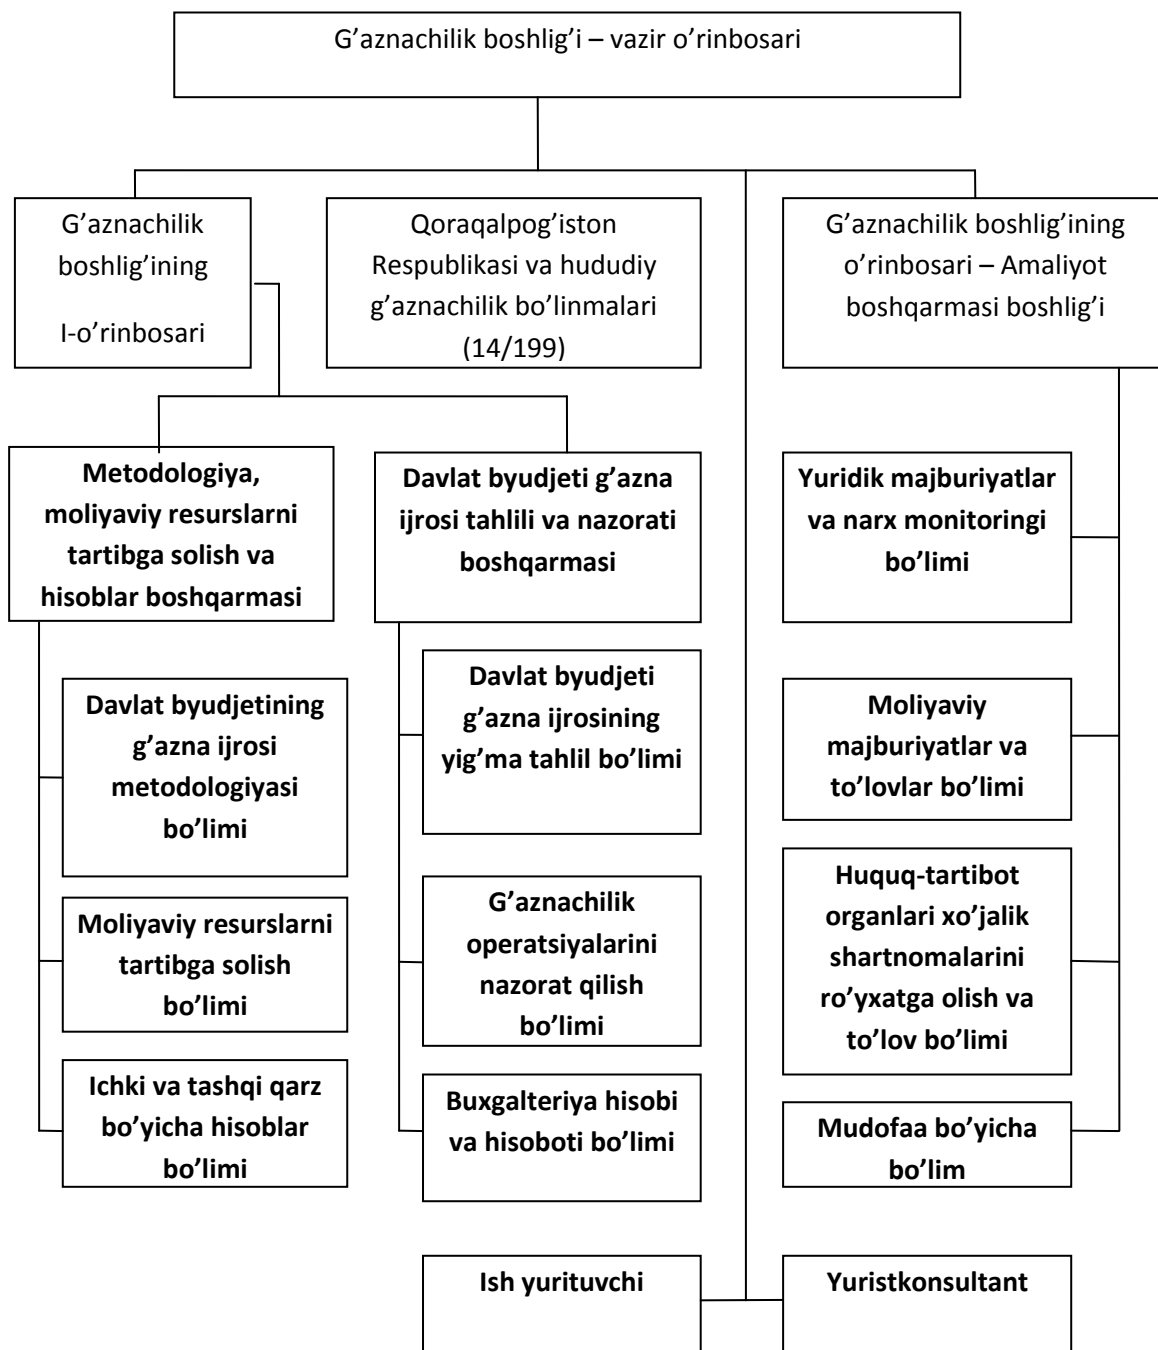 G’aznachilik boshlig’i – vazir o’rinbosari
G’aznachilik
boshlig’ining
I-o’rinbosari
Qoraqalpog’iston
Respublikasi va hududiy
g’aznachilik bo’linmalari
(14/199)
G’aznachilik boshlig’ining
o’rinbosari – Amaliyot
boshqarmasi boshlig’i
Metodologiya,
moliyaviy resurslarni
tartibga solish va
hisoblar boshqarmasi
Davlat byudjeti g’azna
ijrosi tahlili va nazorati
boshqarmasi
Yuridik majburiyatlar
va narx monitoringi
bo’limi
Davlat byudjetining
g’azna ijrosi
metodologiyasi
bo’limi
Davlat byudjeti
g’azna ijrosining
yig’ma tahlil bo’limi
Moliyaviy
majburiyatlar va
to’lovlar bo’limi
Moliyaviy resurslarni
tartibga solish
bo’limi
G’aznachilik
operatsiyalarini
nazorat qilish
bo’limi
Huquq-tartibot
organlari xo’jalik
shartnomalarini
ro’yxatga olish va
to’lov bo’limi
Ichki va tashqi qarz
bo’yicha hisoblar
bo’limi
Buxgalteriya hisobi
va hisoboti bo’limi
Mudofaa bo’yicha
bo’lim
Ish yurituvchi
Yuristkonsultant